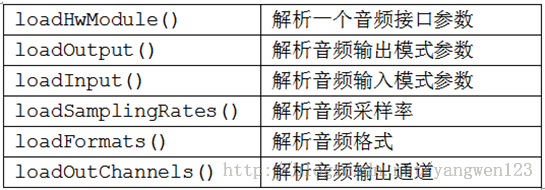 loadHwModule() 解析一个音频接口参数
loadOutput() 解析音频输出模式参数
loadInput() 解析音频输入模式参数
loadSamplingRates() 解析音频采样率
loadFormats() 解析音频格式
loadOutChannels() 解析音频输出通道
yangwen123